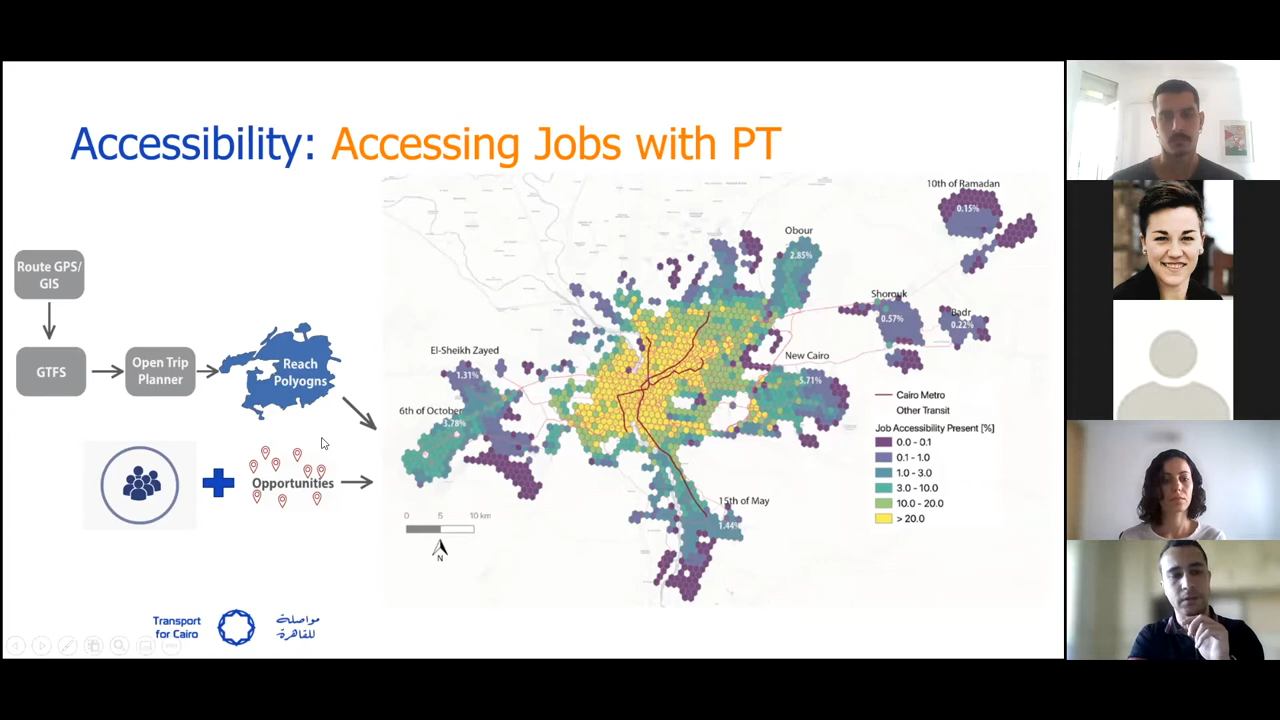 Accessibility: Accessing Jobs with PT
Route GPS/
GIS
GTFS
Open Trip
Planner
Reach
Polyogns
Opportunities
10th of Ramadan
0.15%
Obour
2.85%
Shorouk
0.57%
Badr
0.22%
El-Sheikh Zayed
1.31%
New Cairo
5.71%
6th of October
3.78%
15th of May
1.44%
Cairo Metro
Other Transit
Job Accessibility Present [%]
0.0 - 0.1
0.1 - 1.0
1.0 - 3.0
3.0 - 10.0
10.0 - 20.0
> 20.0
0 5 10 km
N
Transport
for Cairo
مواصلة
للقاهرة